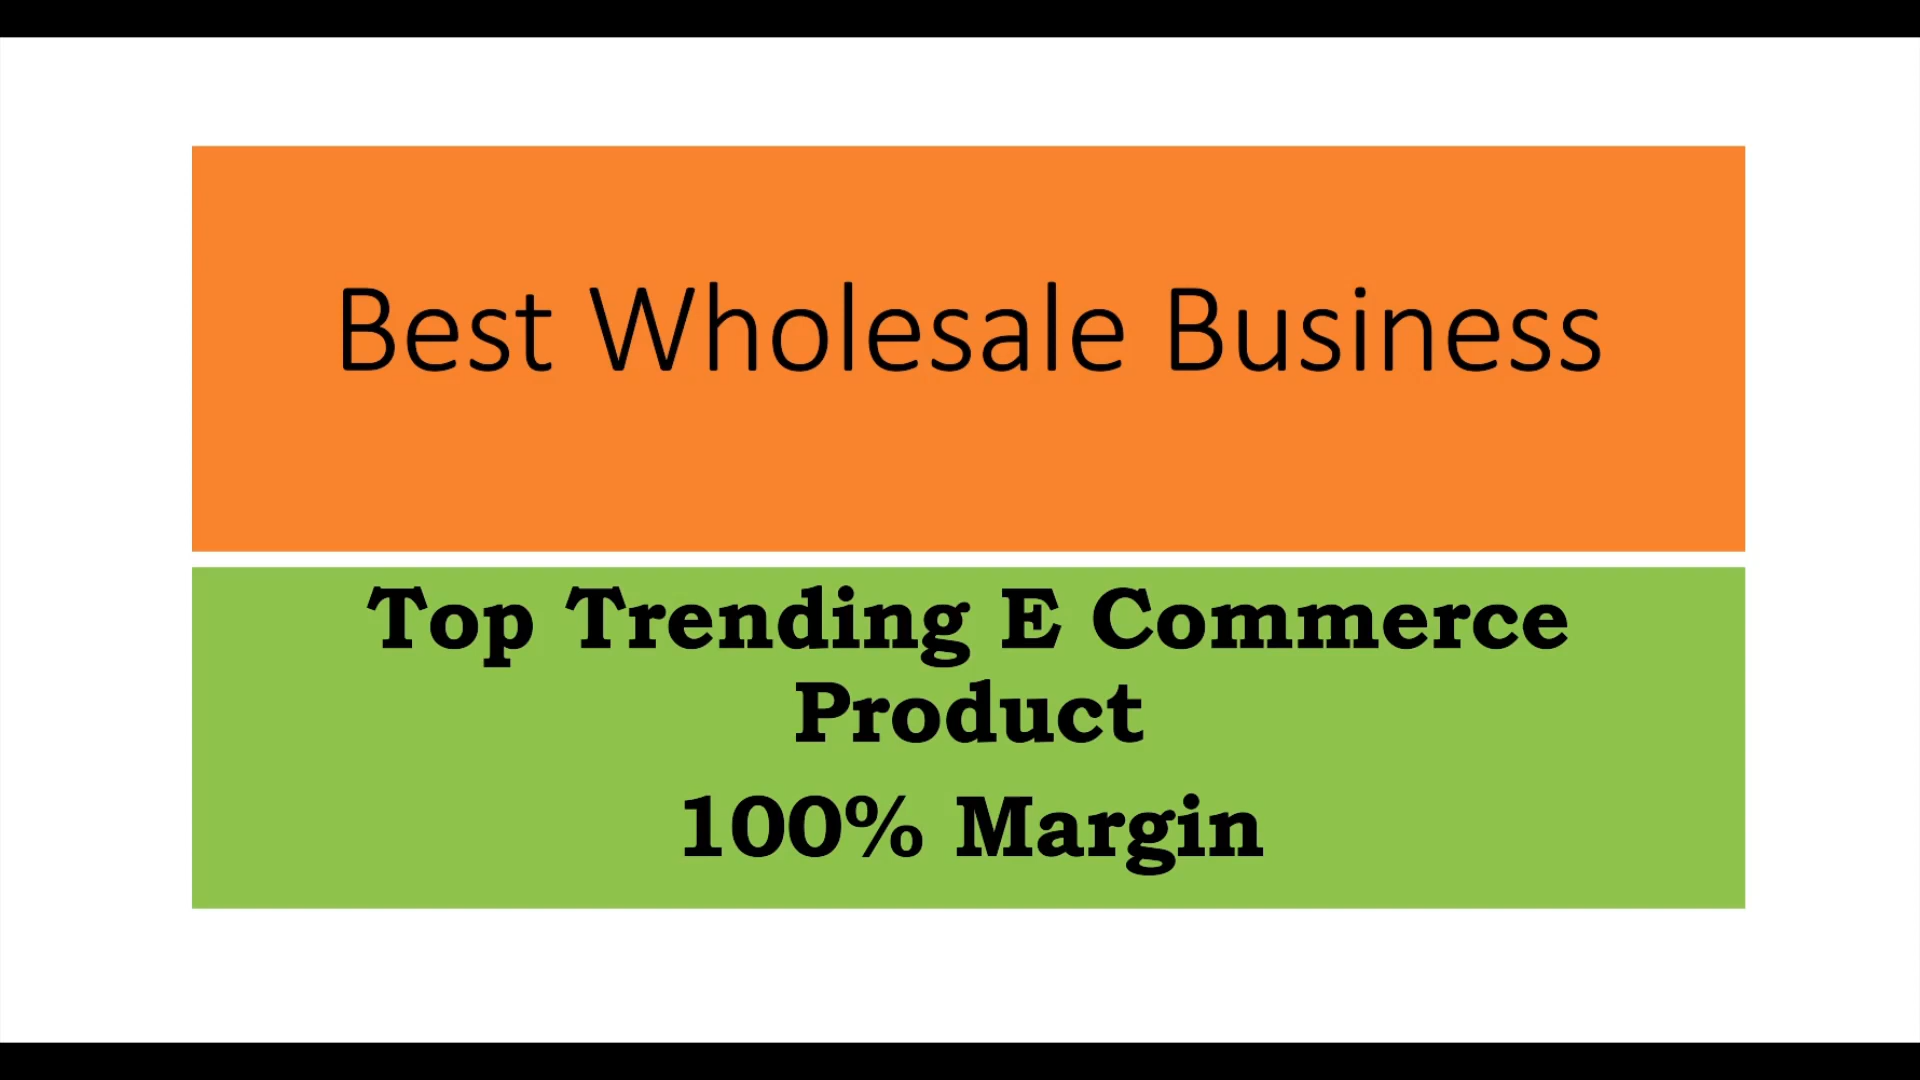 Best Wholesale Business
Top Trending E Commerce
Product
100% Margin